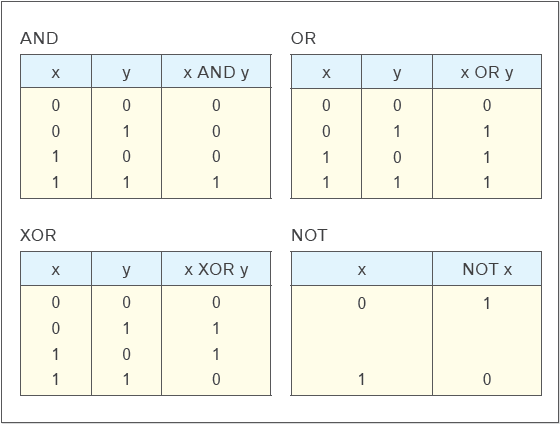 AND
x y x AND y
0 0 0
0 1 0
1 0 0
1 1 1
OR
x y x OR y
0 0 0
0 1 1
1 0 1
1 1 1
XOR
x y x XOR y
0 0 0
0 1 1
1 0 1
1 1 0
NOT
x NOT x
0 1
1 0